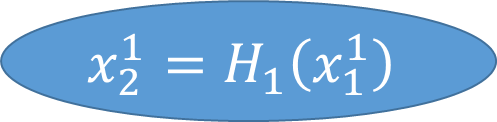 $x_2^1 = H_1(x_1^1)$